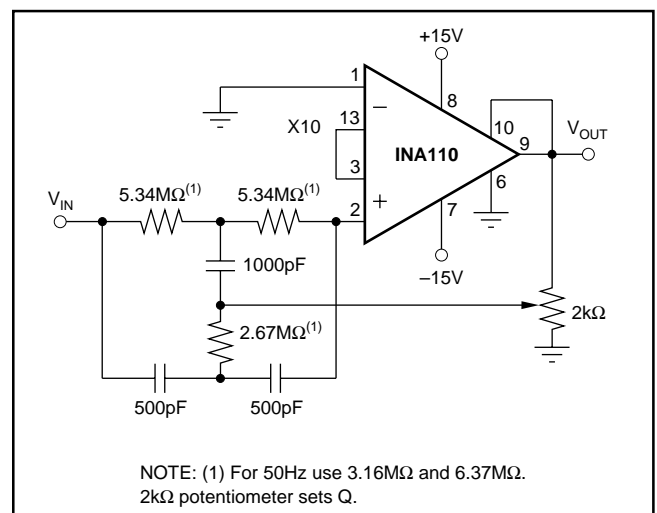 +15V
1
−
8
13
X10
10
INA110
V_OUT
9
3
6
V_IN
5.34MΩ(1)
5.34MΩ(1)
2
+
7
1000pF
–15V
2.67MΩ(1)
2kΩ
500pF
500pF
NOTE: (1) For 50Hz use 3.16MΩ and 6.37MΩ.
2kΩ potentiometer sets Q.